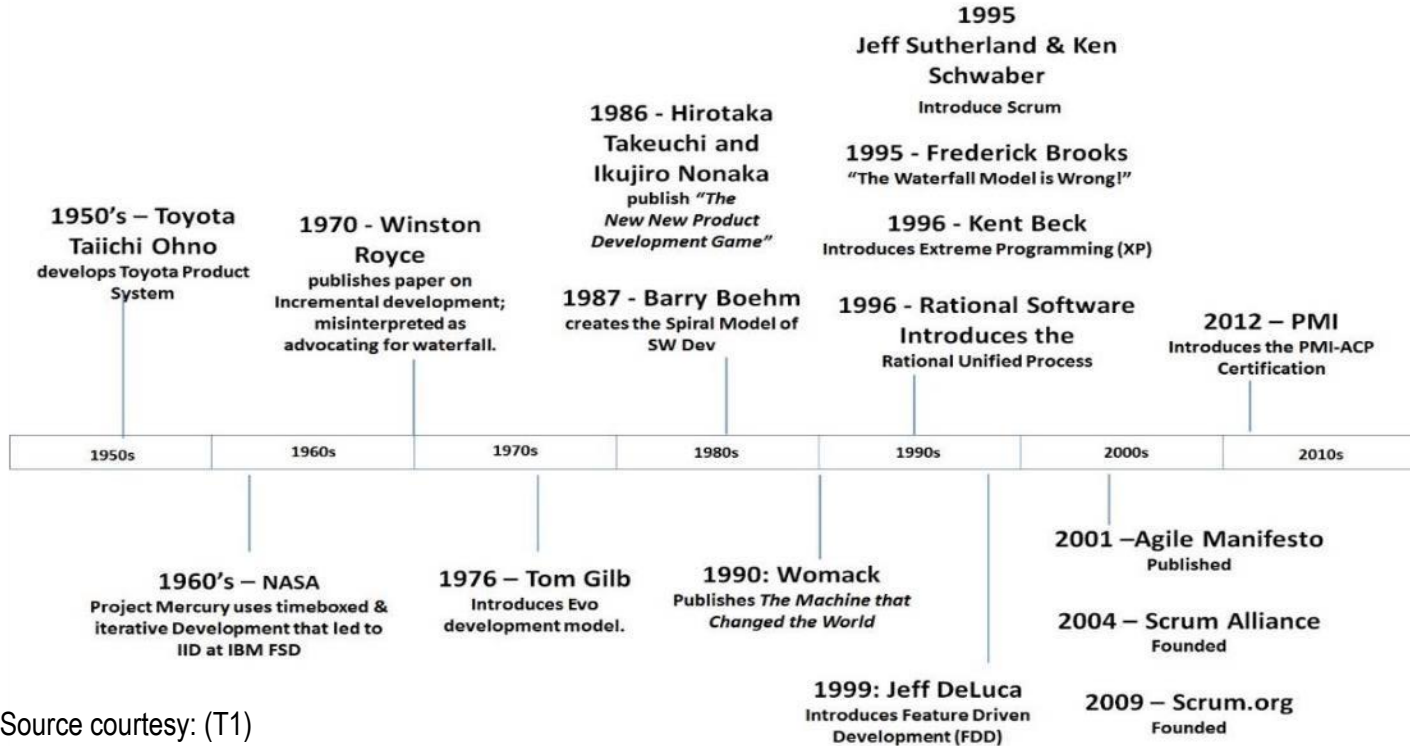 1950's – Toyota
Taiichi Ohno
develops Toyota Product
System
1970 - Winston
Royce
publishes paper on
Incremental development;
misinterpreted as
advocating for waterfall.
1986 - Hirotaka
Takeuchi and
Ikujiro Nonaka
publish "The
New New Product
Development Game"
1987 - Barry Boehm
creates the Spiral Model of
SW Dev
1995
Jeff Sutherland & Ken
Schwaber
Introduce Scrum
1995 - Frederick Brooks
"The Waterfall Model is Wrong!"
1996 - Kent Beck
Introduces Extreme Programming (XP)
1996 - Rational Software
Introduces the
Rational Unified Process
2012 – PMI
Introduces the PMI-ACP
Certification
1950s
1960s
1970s
1980s
1990s
2000s
2010s
1960's – NASA
Project Mercury uses timeboxed &
iterative Development that led to
IID at IBM FSD
1976 – Tom Gilb
Introduces Evo
development model.
1990: Womack
Publishes The Machine that
Changed the World
1999: Jeff DeLuca
Introduces Feature Driven
Development (FDD)
2001 –Agile Manifesto
Published
2004 – Scrum Alliance
Founded
2009 – Scrum.org
Founded
Source courtesy: (T1)